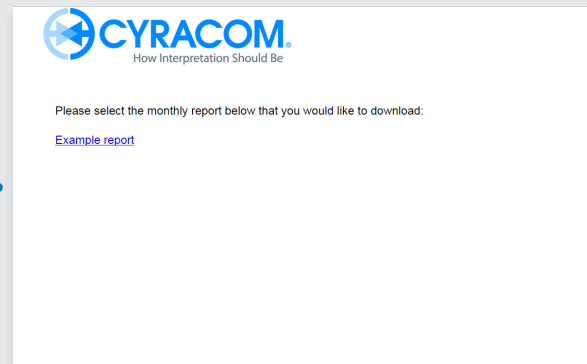 CYRACOM®
How Interpretation Should Be
Please select the monthly report below that you would like to download:
Example report